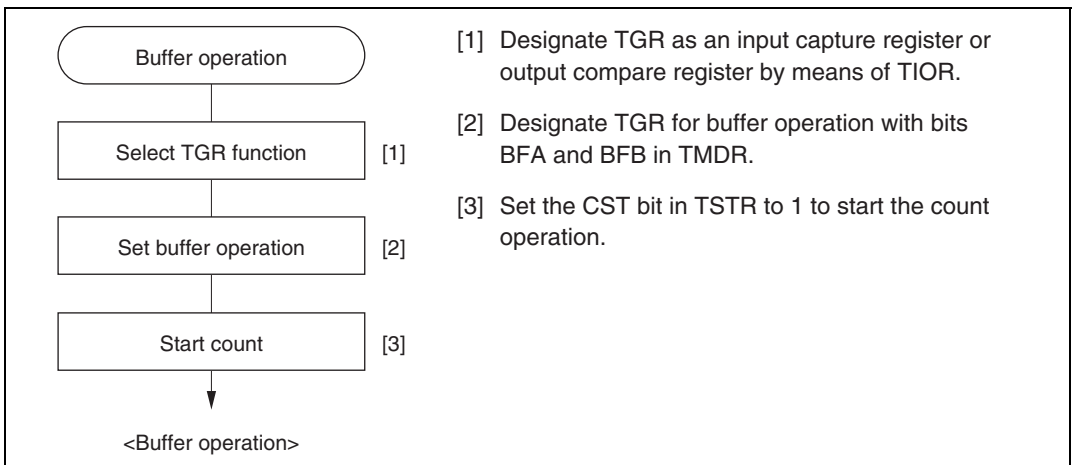 Buffer operation
Select TGR function
[1]
Set buffer operation
[2]
Start count
[3]
<Buffer operation>
[1] Designate TGR as an input capture register or
output compare register by means of TIOR.
[2] Designate TGR for buffer operation with bits
BFA and BFB in TMDR.
[3] Set the CST bit in TSTR to 1 to start the count
operation.